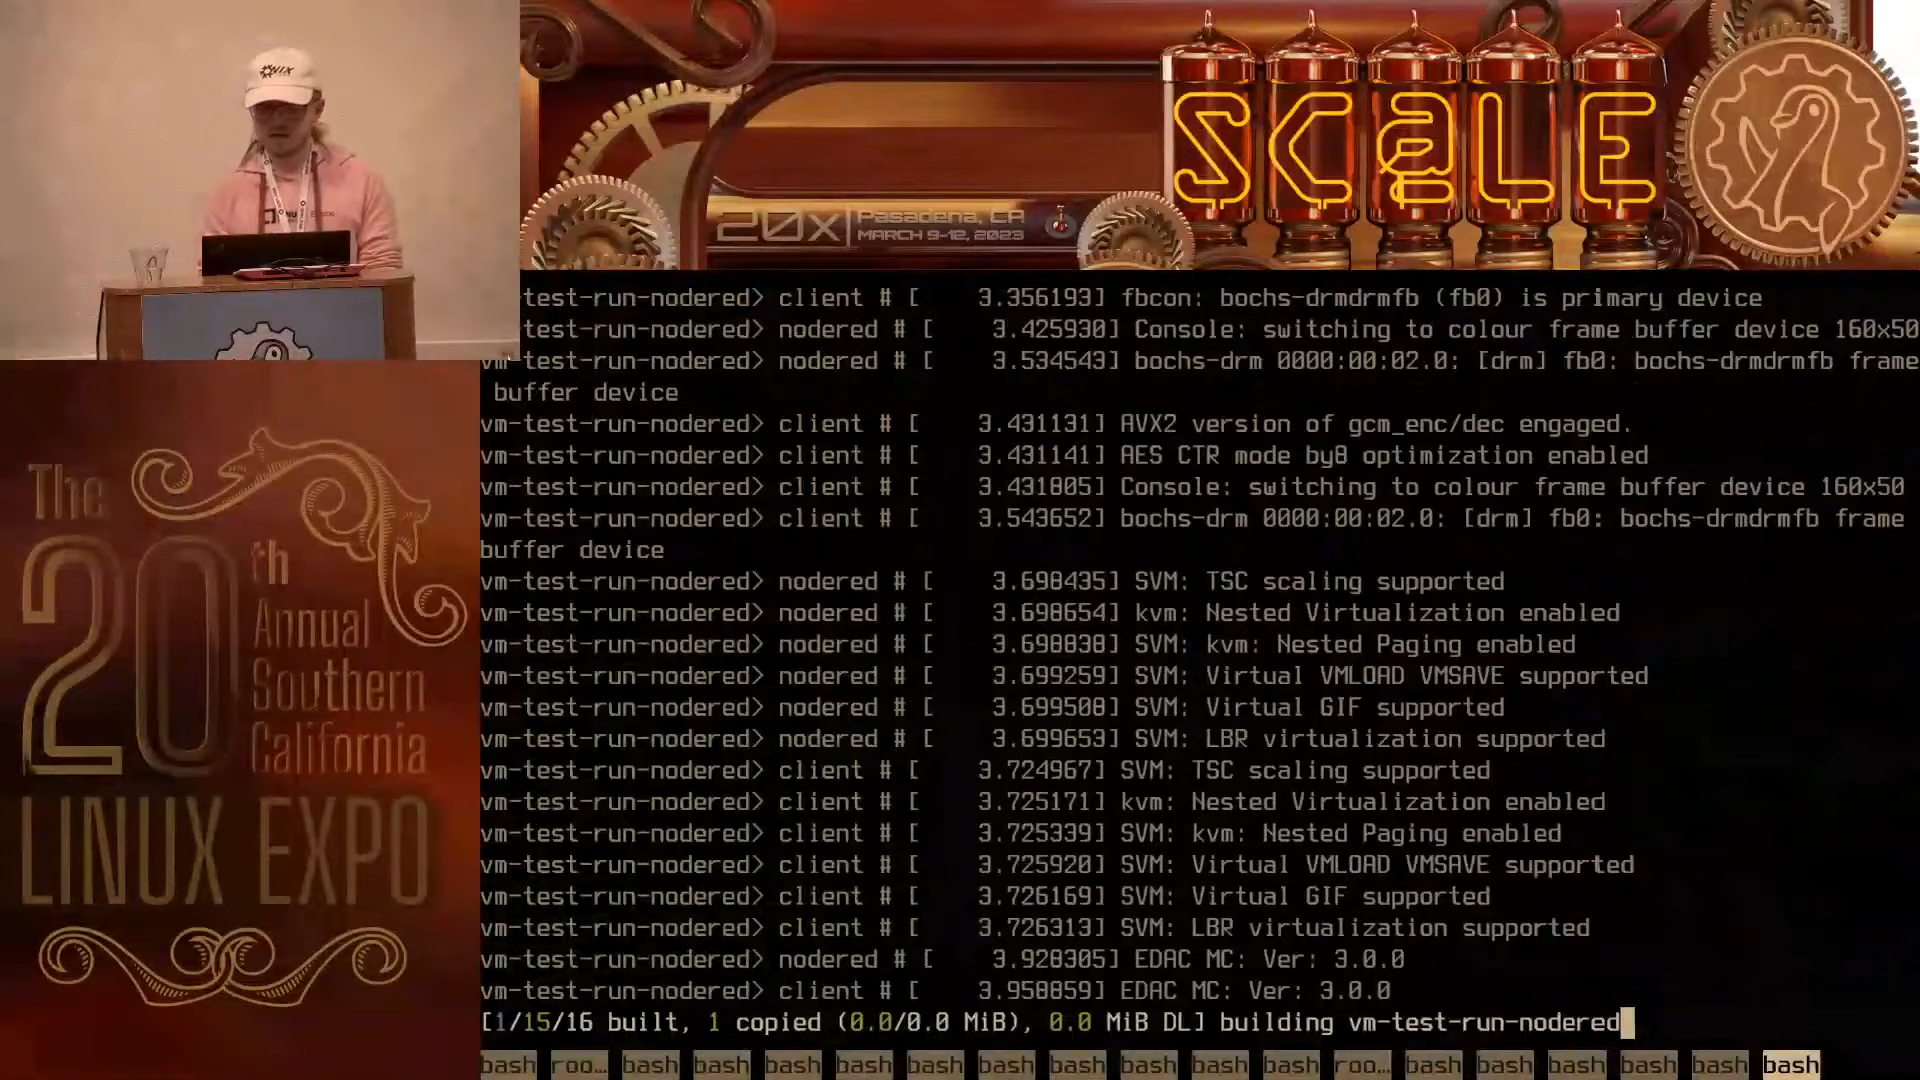 NIX
SCaLE
20x
Pasadena, CA
MARCH 9-12, 2023
-test-run-nodered> client # [    3.356193] fbcon: bochs-drmdrmfb (fb0) is primary device
-test-run-nodered> nodered # [    3.425930] Console: switching to colour frame buffer device 160x50
vm-test-run-nodered> nodered # [    3.534543] bochs-drm 0000:00:02.0: [drm] fb0: bochs-drmdrmfb frame
buffer device
vm-test-run-nodered> client # [    3.431131] AVX2 version of gcm_enc/dec engaged.
vm-test-run-nodered> client # [    3.431141] AES CTR mode by8 optimization enabled
vm-test-run-nodered> client # [    3.431805] Console: switching to colour frame buffer device 160x50
vm-test-run-nodered> client # [    3.543652] bochs-drm 0000:00:02.0: [drm] fb0: bochs-drmdrmfb frame
buffer device
vm-test-run-nodered> nodered # [    3.698435] SVM: TSC scaling supported
vm-test-run-nodered> nodered # [    3.698654] kvm: Nested Virtualization enabled
vm-test-run-nodered> nodered # [    3.698838] SVM: kvm: Nested Paging enabled
vm-test-run-nodered> nodered # [    3.699259] SVM: Virtual VMLOAD VMSAVE supported
vm-test-run-nodered> nodered # [    3.699508] SVM: Virtual GIF supported
vm-test-run-nodered> nodered # [    3.699653] SVM: LBR virtualization supported
vm-test-run-nodered> client # [    3.724967] SVM: TSC scaling supported
vm-test-run-nodered> client # [    3.725171] kvm: Nested Virtualization enabled
vm-test-run-nodered> client # [    3.725339] SVM: kvm: Nested Paging enabled
vm-test-run-nodered> client # [    3.725920] SVM: Virtual VMLOAD VMSAVE supported
vm-test-run-nodered> client # [    3.726169] SVM: Virtual GIF supported
vm-test-run-nodered> client # [    3.726313] SVM: LBR virtualization supported
vm-test-run-nodered> nodered # [    3.928305] EDAC MC: Ver: 3.0.0
vm-test-run-nodered> client # [    3.958859] EDAC MC: Ver: 3.0.0
[1/15/16 built, 1 copied (0.0/0.0 MiB), 0.0 MiB DL] building vm-test-run-nodered
bash roo… bash bash bash bash bash bash bash bash bash bash roo… bash bash bash bash bash bash
The
20th
Annual
Southern
California
LINUX EXPO